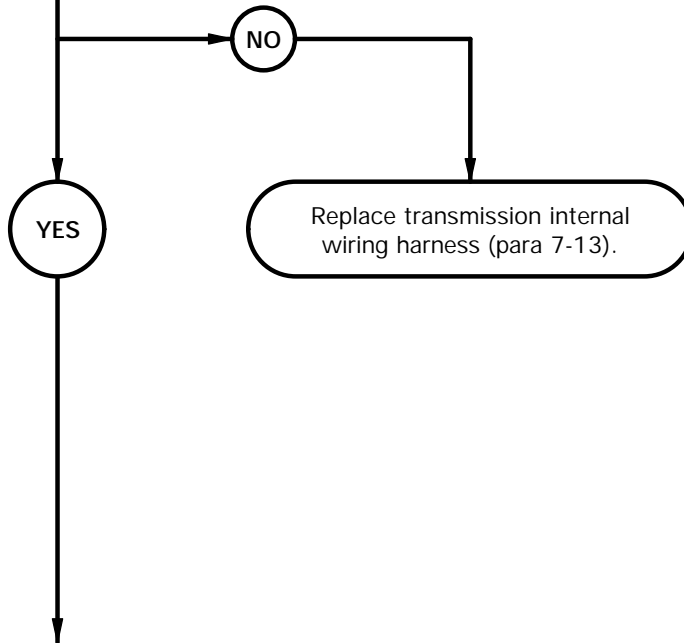 NO
YES
Replace transmission internal
wiring harness (para 7-13).